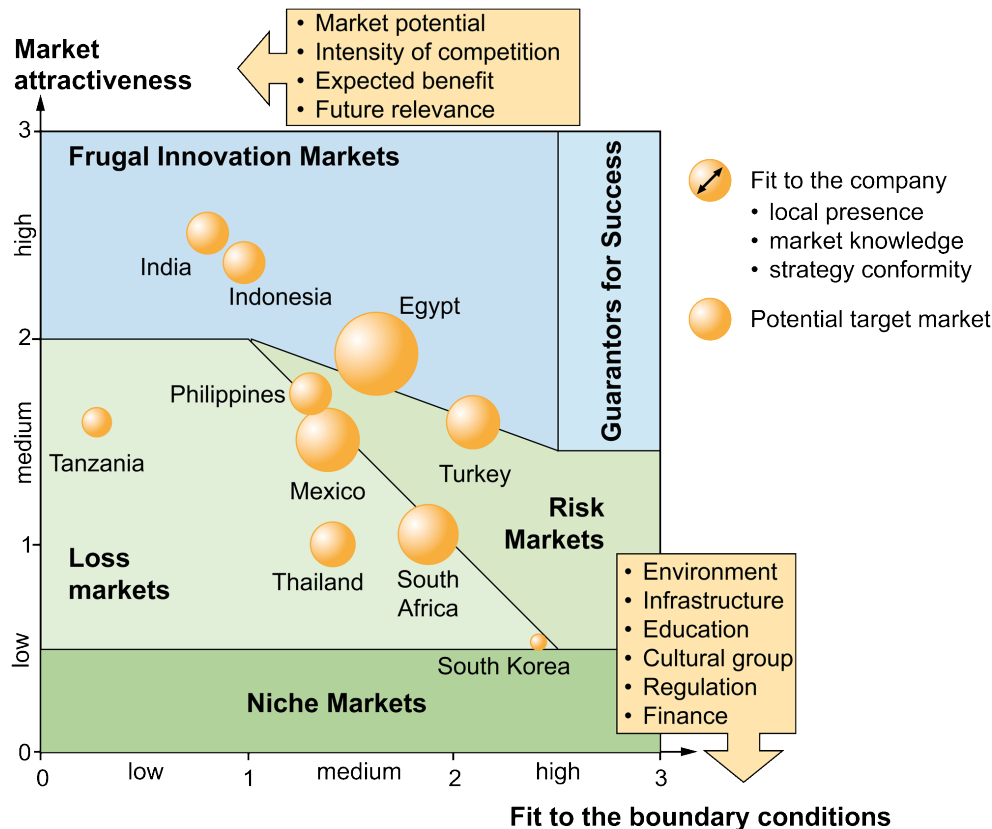 • Market potential
• Intensity of competition
• Expected benefit
• Future relevance
Market
attractiveness
3
Frugal Innovation Markets
Guarantors for Success
high
India
Indonesia
Egypt
Fit to the company
• local presence
• market knowledge
• strategy conformity
Potential target market
2
Philippines
medium
Tanzania
Mexico
Turkey
Risk
Markets
1
Loss
markets
Thailand
South
Africa
low
South Korea
• Environment
• Infrastructure
• Education
• Cultural group
• Regulation
• Finance
Niche Markets
0
0
low
1
medium
2
high
3
Fit to the boundary conditions